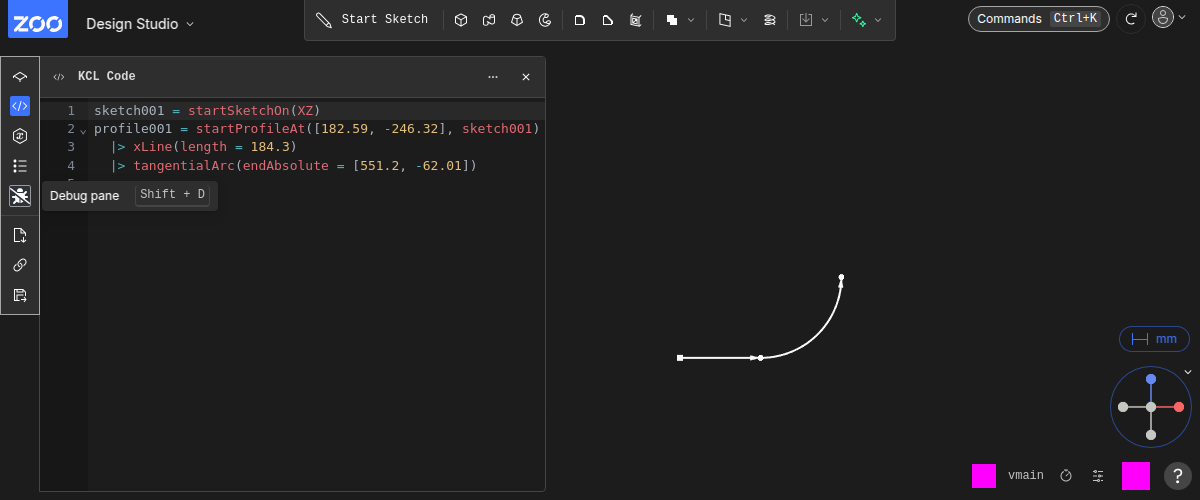 ZOO Design Studio Start Sketch Commands Ctrl+K
KCL Code
1 sketch001 = startSketchOn(XZ)
2 profile001 = startProfileAt([182.59, -246.32], sketch001)
3 |> xLine(length = 184.3)
4 |> tangentialArc(endAbsolute = [551.2, -62.01])
Debug pane Shift + D
mm
vmain
?